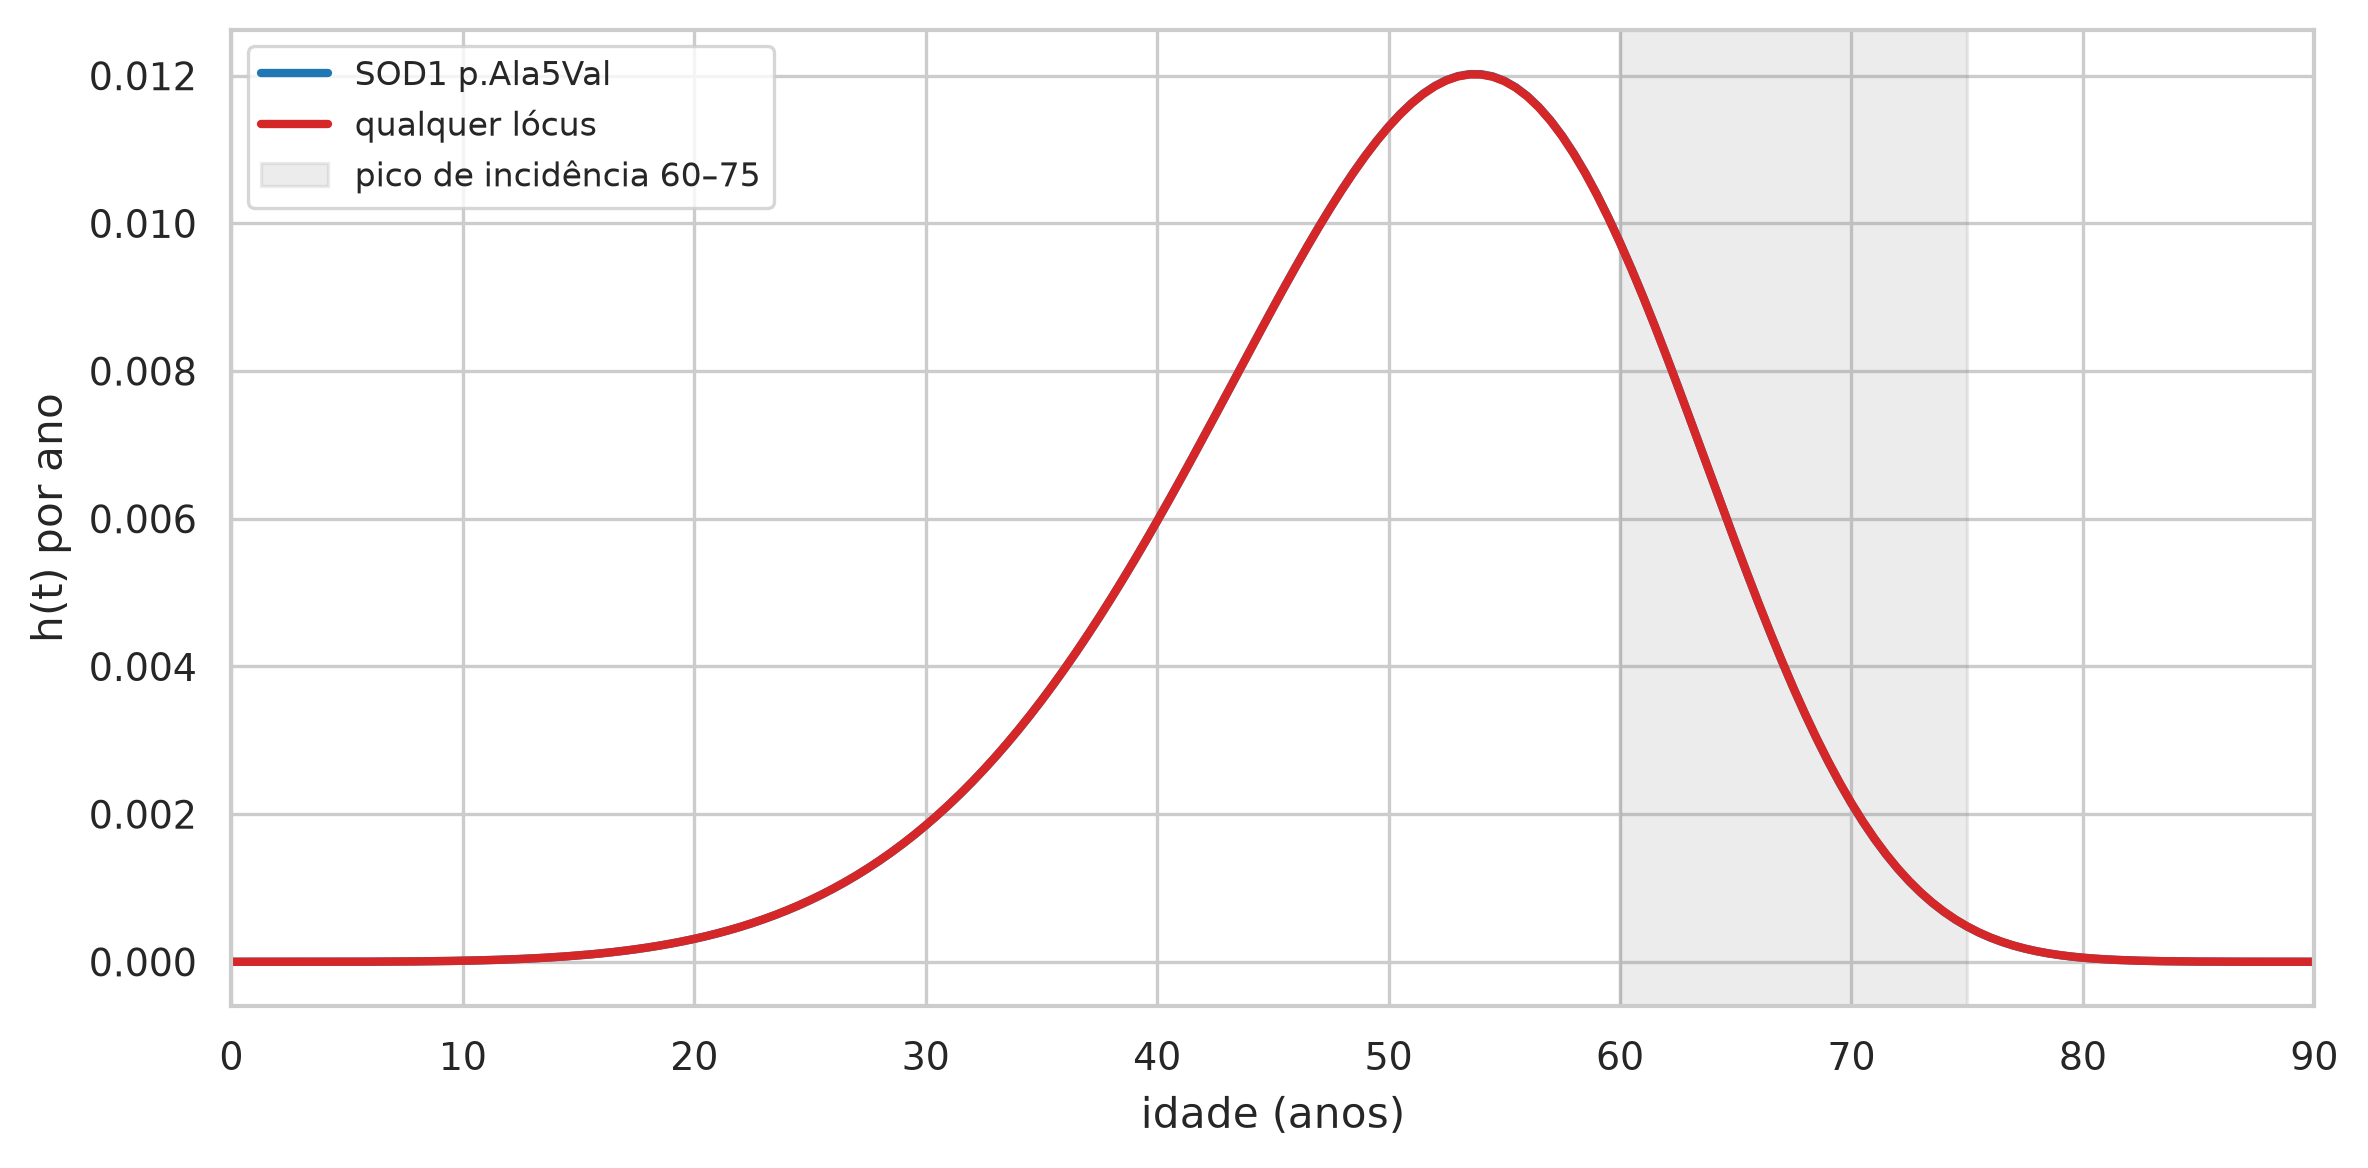 SOD1 p.Ala5Val
qualquer lócus
pico de incidência 60–75
0.012
0.010
0.008
0.006
0.004
0.002
0.000
h(t) por ano
0 10 20 30 40 50 60 70 80 90
idade (anos)